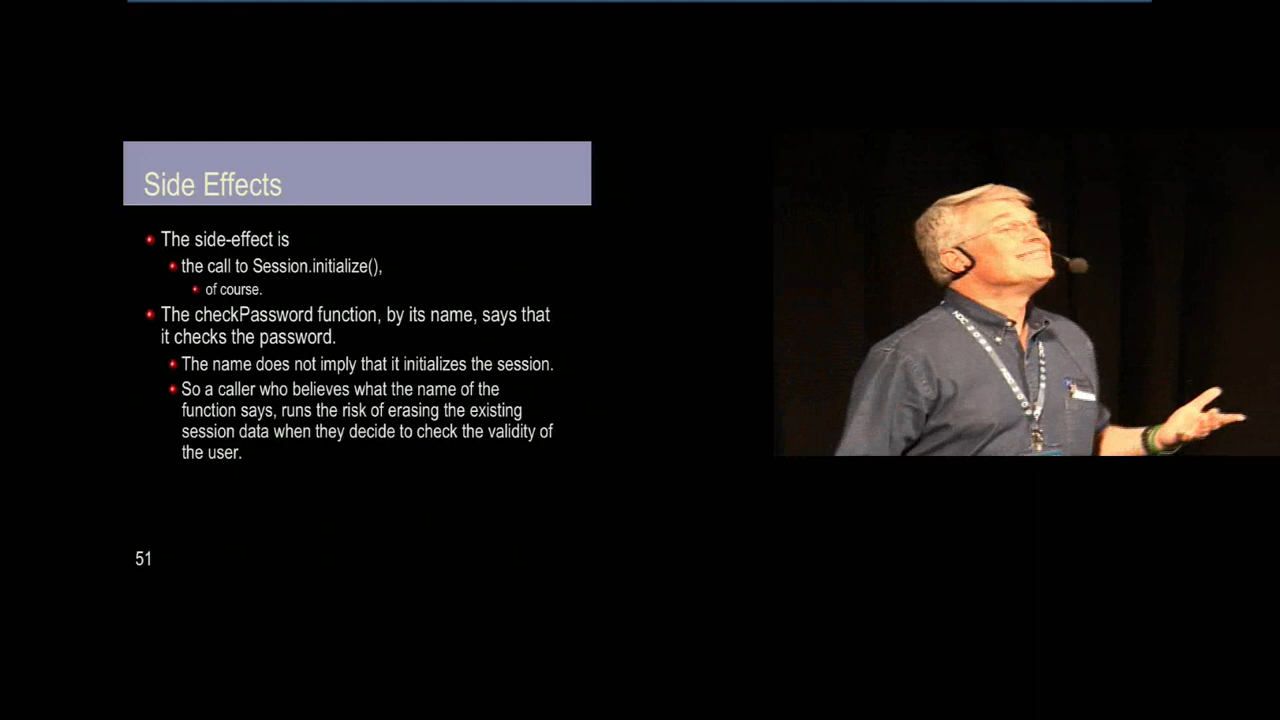 Side Effects
The side-effect is
the call to Session.initialize(),
of course.
The checkPassword function, by its name, says that
it checks the password.
The name does not imply that it initializes the session.
So a caller who believes what the name of the
function says, runs the risk of erasing the existing
session data when they decide to check the validity of
the user.
51